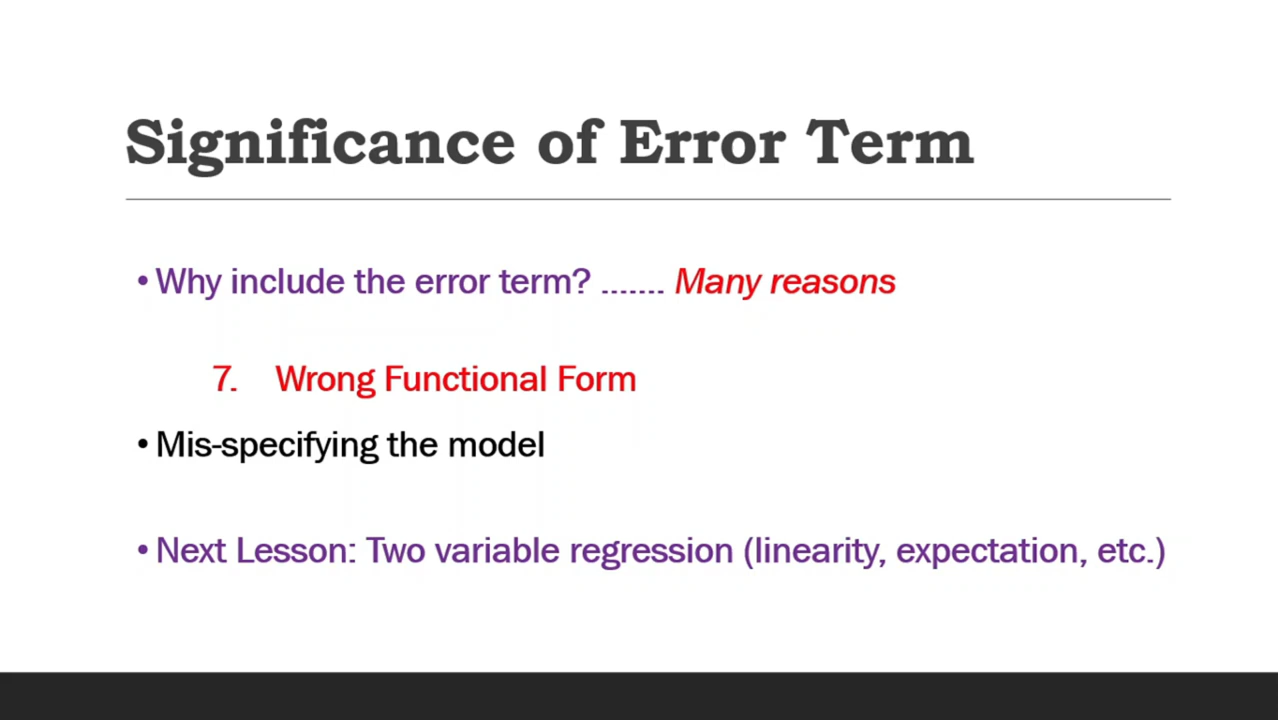 Significance of Error Term
• Why include the error term? ....... Many reasons
7. Wrong Functional Form
• Mis-specifying the model
• Next Lesson: Two variable regression (linearity, expectation, etc.)